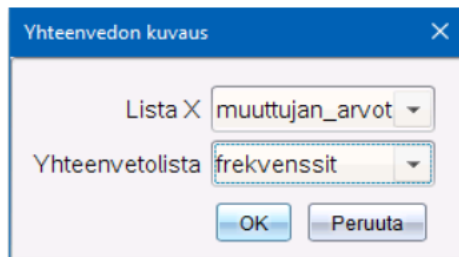 Yhteenvedon kuvaus
Lista X muuttujan_arvot
Yhteenvetolista frekvenssit
OK Peruuta